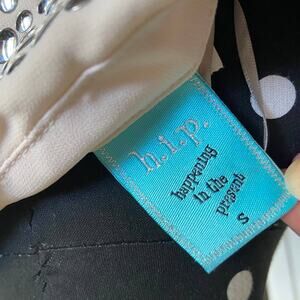 h.i.p.
happening
in the
present
S